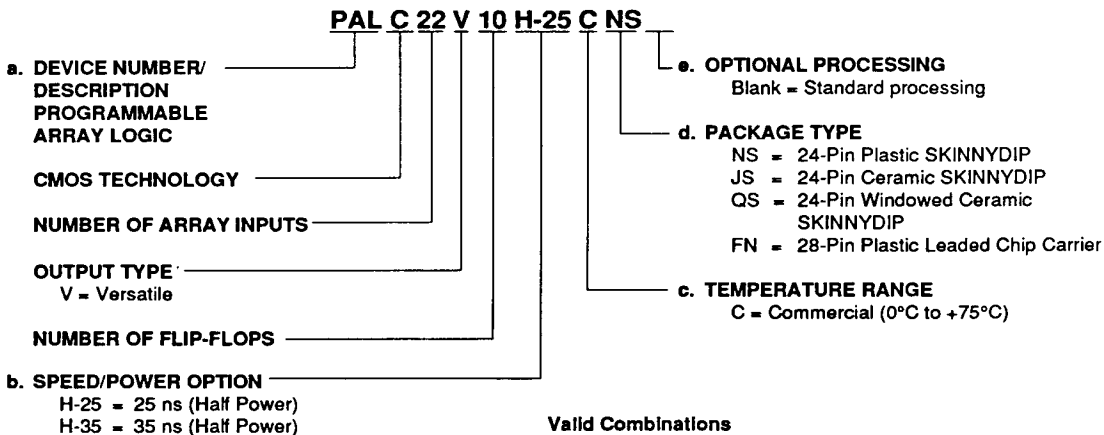 PAL C 22 V 10 H-25 C NS
a. DEVICE NUMBER/
DESCRIPTION
PROGRAMMABLE
ARRAY LOGIC
CMOS TECHNOLOGY
NUMBER OF ARRAY INPUTS
OUTPUT TYPE
V = Versatile
NUMBER OF FLIP-FLOPS
b. SPEED/POWER OPTION
H-25 = 25 ns (Half Power)
H-35 = 35 ns (Half Power)
e. OPTIONAL PROCESSING
Blank = Standard processing
d. PACKAGE TYPE
NS = 24-Pin Plastic SKINNYDIP
JS = 24-Pin Ceramic SKINNYDIP
QS = 24-Pin Windowed Ceramic
SKINNYDIP
FN = 28-Pin Plastic Leaded Chip Carrier
c. TEMPERATURE RANGE
C = Commercial (0°C to +75°C)
Valid Combinations